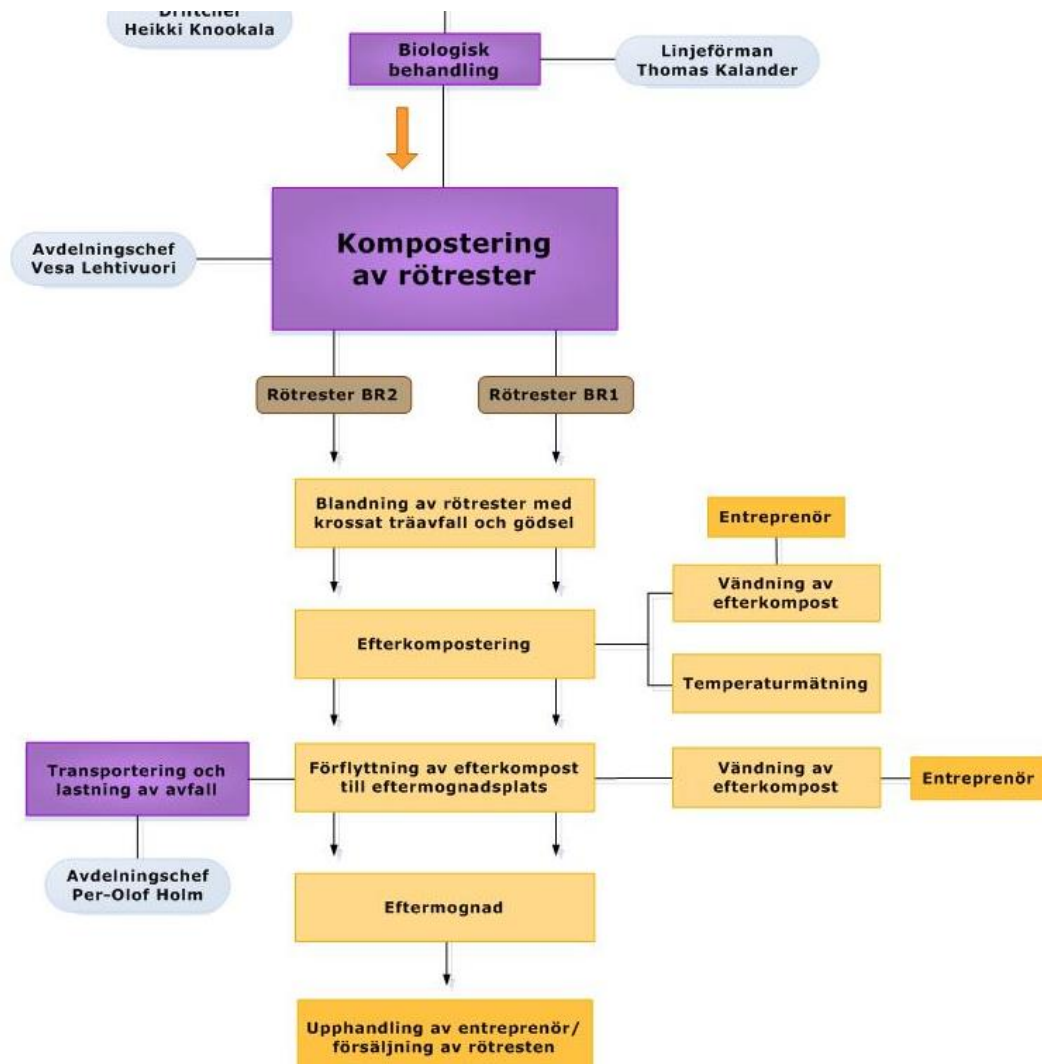 Driftchef
Heikki Knookala
Biologisk
behandling
Linjeförman
Thomas Kalander
Kompostering
av rötrester
Avdelningschef
Vesa Lehtivuori
Rötrester BR2
Rötrester BR1
Blandning av rötrester med
krossat träavfall och gödsel
Entreprenör
Vändning av
efterkompost
Efterkompostering
Temperaturmätning
Transportering och
lastning av avfall
Förflyttning av efterkompost
till eftermognadsplats
Vändning av
efterkompost
Entreprenör
Avdelningschef
Per-Olof Holm
Eftermognad
Upphandling av entreprenör/
försäljning av rötresten